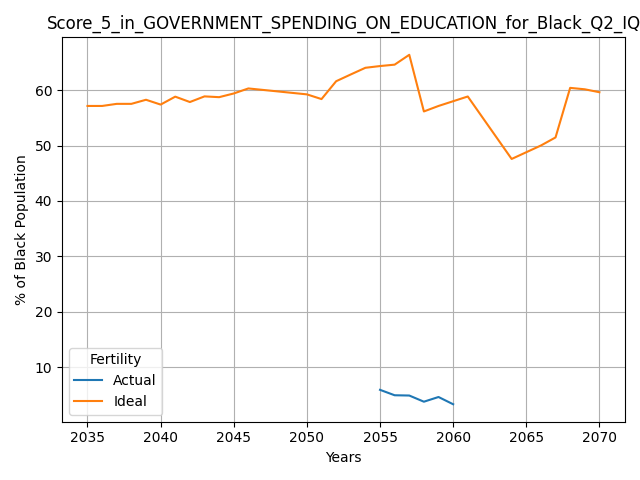 Score_5_in_GOVERNMENT_SPENDING_ON_EDUCATION_for_Black_Q2_IQ
% of Black Population
60
50
40
30
20
10
Fertility
Actual
Ideal
2035 2040 2045 2050 2055 2060 2065 2070
Years